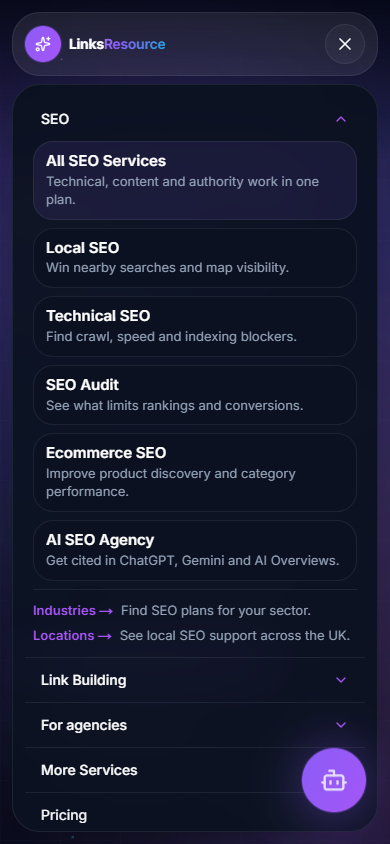 LinksResource
SEO
All SEO Services
Technical, content and authority work in one
plan.
Local SEO
Win nearby searches and map visibility.
Technical SEO
Find crawl, speed and indexing blockers.
SEO Audit
See what limits rankings and conversions.
Ecommerce SEO
Improve product discovery and category
performance.
AI SEO Agency
Get cited in ChatGPT, Gemini and AI Overviews.
Industries → Find SEO plans for your sector.
Locations → See local SEO support across the UK.
Link Building
For agencies
More Services
Pricing